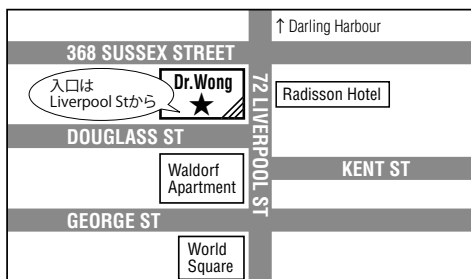 ↑ Darling Harbour
368 SUSSEX STREET
入口は
Liverpool Stから
Dr.Wong
★
72 LIVERPOOL ST
Radisson Hotel
DOUGLASS ST
Waldorf
Apartment
KENT ST
GEORGE ST
World
Square